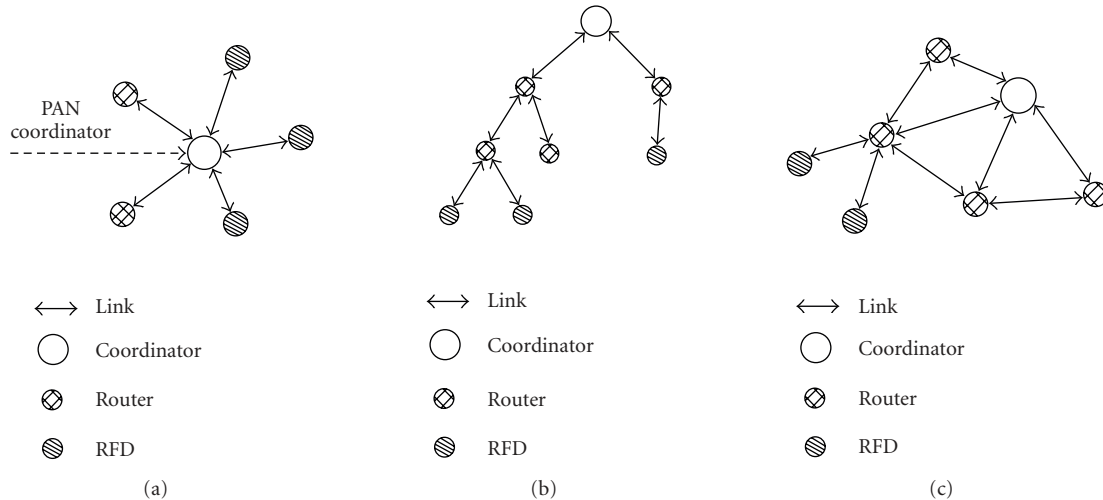 PAN
coordinator
Link
Coordinator
Router
RFD
(a)
Link
Coordinator
Router
RFD
(b)
Link
Coordinator
Router
RFD
(c)